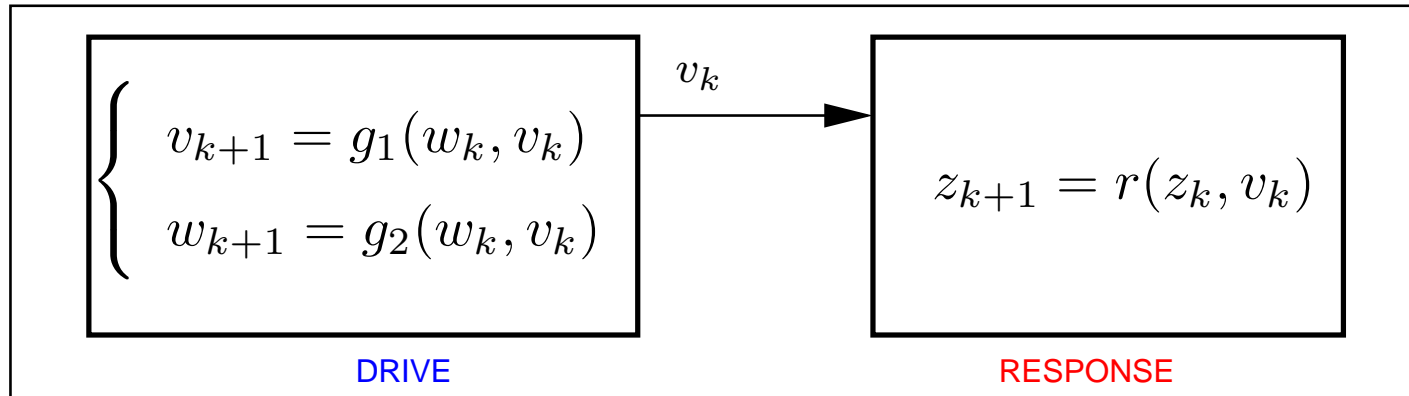 v_{k+1} = g_1(w_k, v_k)
w_{k+1} = g_2(w_k, v_k)
DRIVE
v_k
z_{k+1} = r(z_k, v_k)
RESPONSE